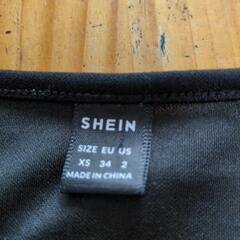 SHEIN
SIZE EU US
XS 34 2
MADE IN CHINA